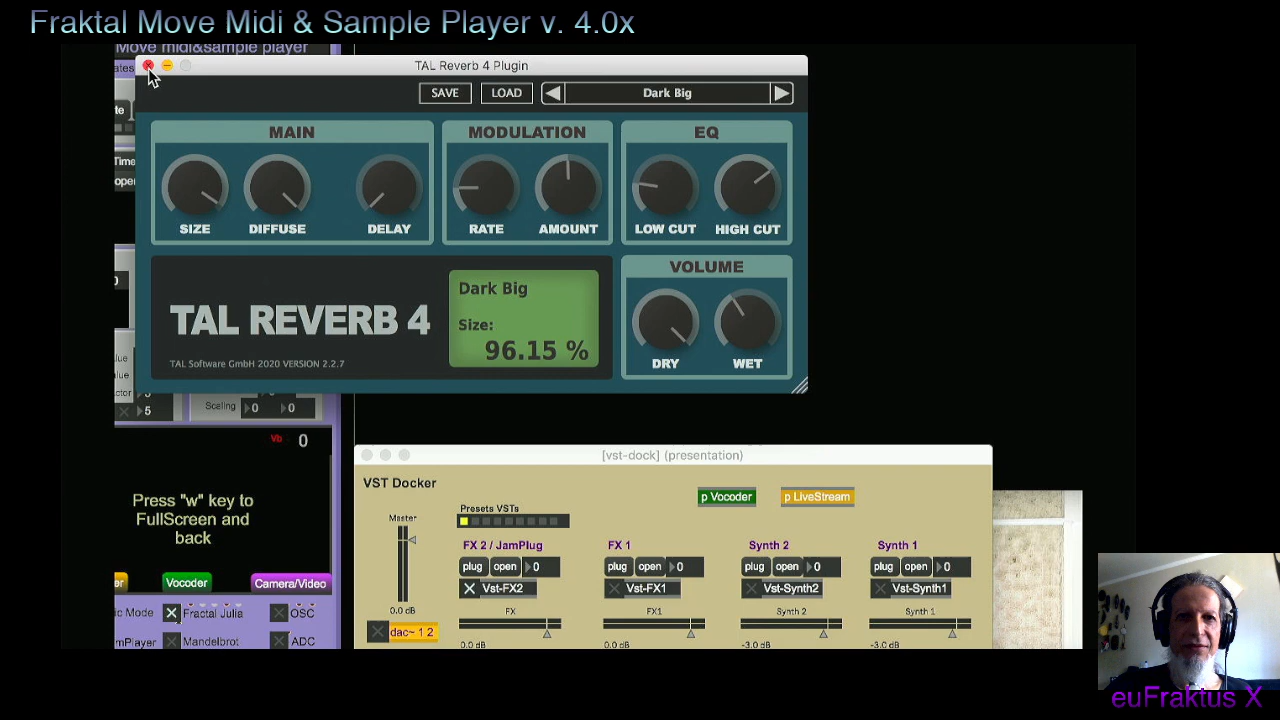 Fraktal Move Midi & Sample Player v. 4.0x
Move midi&sample player
TAL Reverb 4 Plugin
SAVE
LOAD
Dark Big
MAIN
MODULATION
EQ
SIZE
DIFFUSE
DELAY
RATE
AMOUNT
LOW CUT
HIGH CUT
Time
VOLUME
Dark Big
Size:
96.15 %
TAL REVERB 4
TAL Software GmbH 2020 VERSION 2.2.7
DRY
WET
5
Scaling
0
0
Vb
0
Press "w" key to
FullScreen and
back
Vocoder
Camera/Video
Fractal Julia
OSC
Mandelbrot
ADC
[vst-dock] (presentation)
VST Docker
p Vocoder
p LiveStream
Presets VSTs
Master
FX 2 / JamPlug
FX 1
Synth 2
Synth 1
plug
open
0
plug
open
0
plug
open
0
plug
open
0
Vst-FX2
Vst-FX1
Vst-Synth2
Vst-Synth1
0.0 dB
FX
FX1
Synth 2
Synth 1
dac~ 1 2
0.0 dB
0.0 dB
-3.0 dB
-3.0 dB
euFraktus X